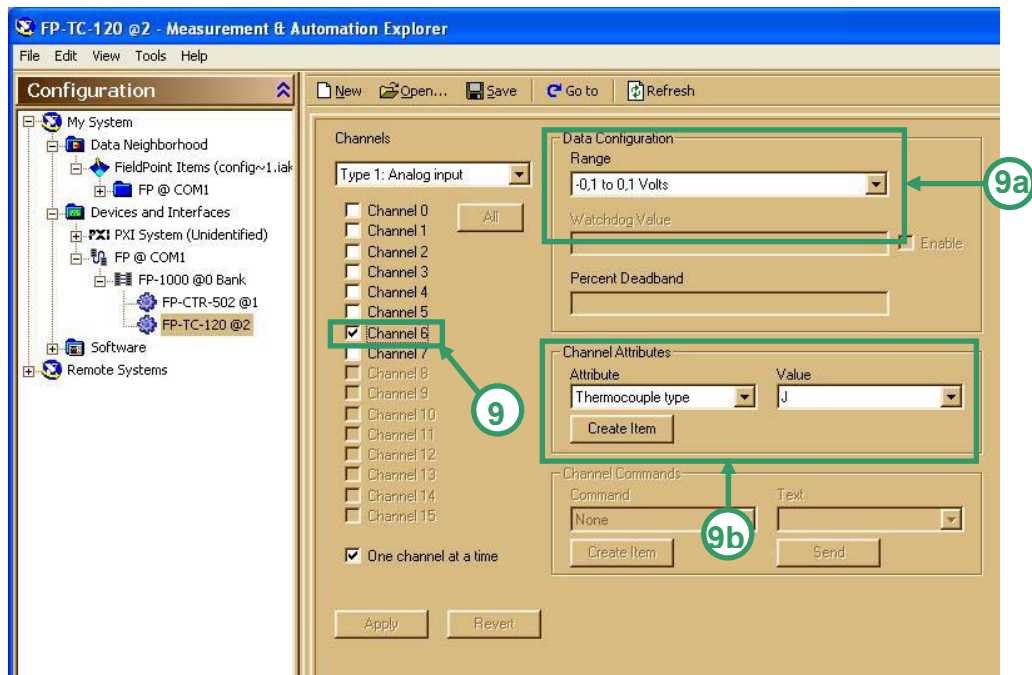 FP-TC-120 @2 - Measurement & Automation Explorer
File Edit View Tools Help
Configuration
My System
Data Neighborhood
FieldPoint Items (config~1.iak
FP @ COM1
Devices and Interfaces
PXI PXI System (Unidentified)
FP @ COM1
FP-1000 @0 Bank
FP-CTR-502 @1
FP-TC-120 @2
Software
Remote Systems
New Open... Save Go to Refresh
Channels
Type 1: Analog input
All
Channel 0
Channel 1
Channel 2
Channel 3
Channel 4
Channel 5
Channel 6
Channel 7
Channel 8
Channel 9
Channel 10
Channel 11
Channel 12
Channel 13
Channel 14
Channel 15
One channel at a time
Apply Revert
9
Data Configuration
Range
-0,1 to 0,1 Volts
9a
Watchdog Value
Enable
Percent Deadband
Channel Attributes
Attribute Value
Thermocouple type J
Create Item
Channel Commands
Command Text
None
9b
Create Item Send